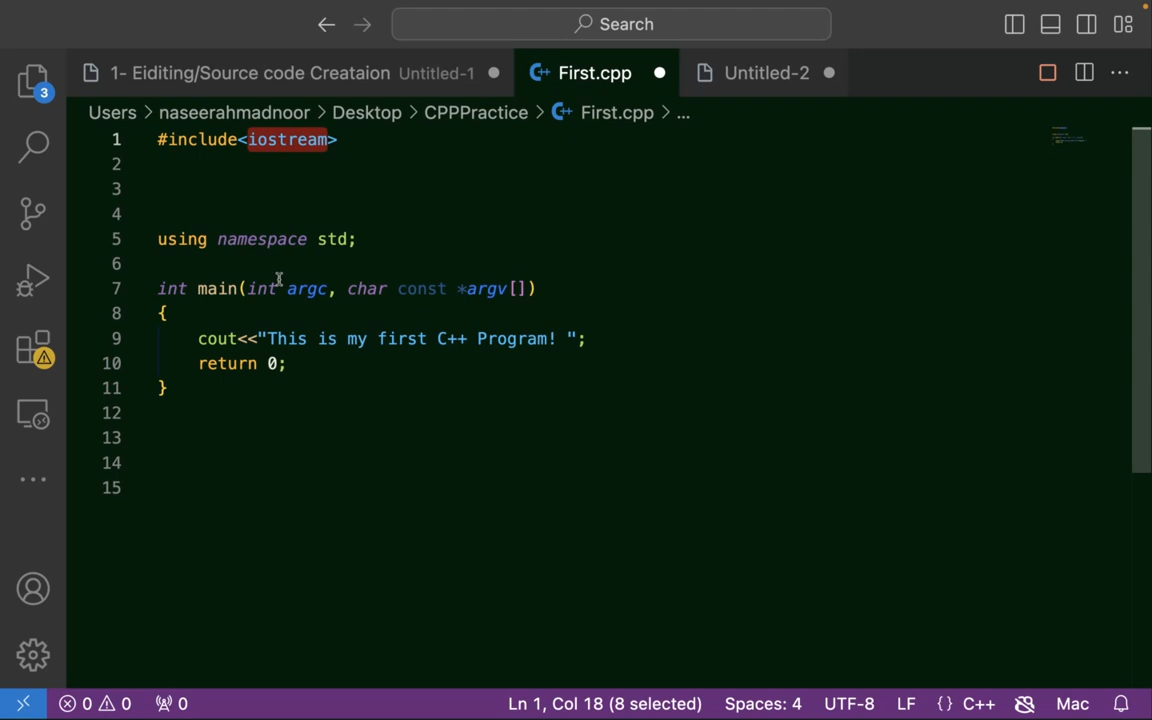 Search
1- Eiditing/Source code Creataion Untitled-1
First.cpp
Untitled-2
3
Users > naseerahmadnoor > Desktop > CPPPractice > First.cpp > ...
1 #include<iostream>
2
3
4
5 using namespace std;
6
7 int main(int argc, char const *argv[])
8 {
9 cout<<"This is my first C++ Program! ";
10 return 0;
11 }
12
13
14
15
0 0 0 Ln 1, Col 18 (8 selected) Spaces: 4 UTF-8 LF {} C++ Mac